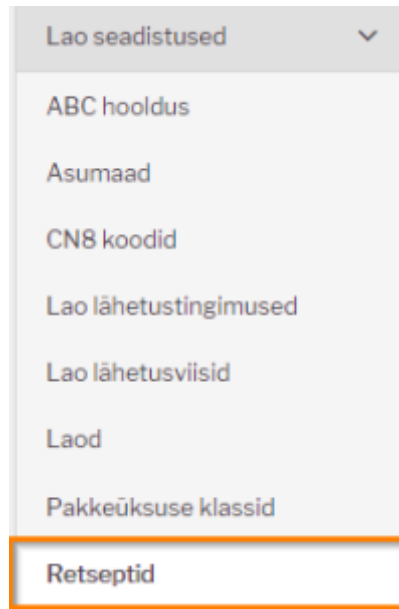 Lao seadistused
ABC hooldus
Asumaad
CN8 koodid
Lao lähetustingimused
Lao lähetusviisid
Laod
Pakkeüksuse klassid
Retseptid